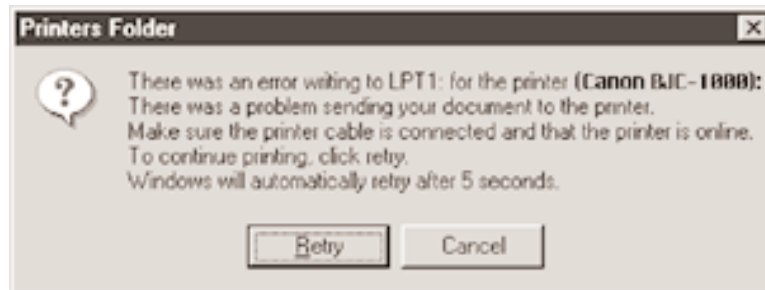 Printers Folder
There was an error writing to LPT1: for the printer (Canon BJC-1000):
There was a problem sending your document to the printer.
Make sure the printer cable is connected and that the printer is online.
To continue printing, click retry.
Windows will automatically retry after 5 seconds.
Retry Cancel